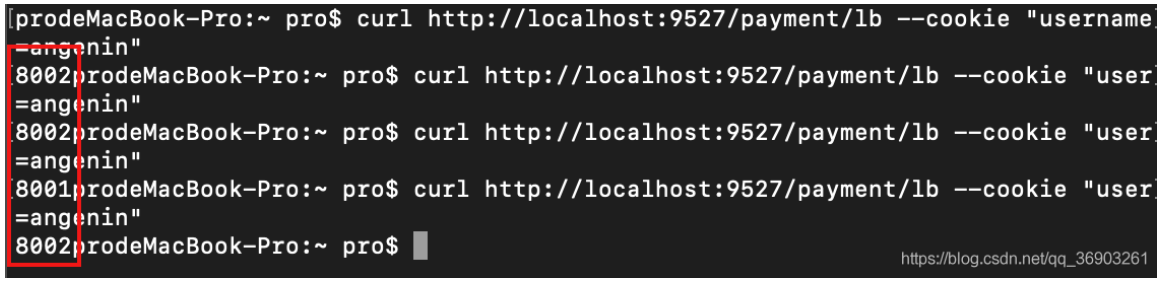 [prodeMacBook-Pro:~ pro$ curl http://localhost:9527/payment/lb --cookie "username]
=angenin"
[8002prodeMacBook-Pro:~ pro$ curl http://localhost:9527/payment/lb --cookie "user]
=angenin"
[8002prodeMacBook-Pro:~ pro$ curl http://localhost:9527/payment/lb --cookie "user]
=angenin"
[8001prodeMacBook-Pro:~ pro$ curl http://localhost:9527/payment/lb --cookie "user]
=angenin"
8002prodeMacBook-Pro:~ pro$
https://blog.csdn.net/qq_36903261